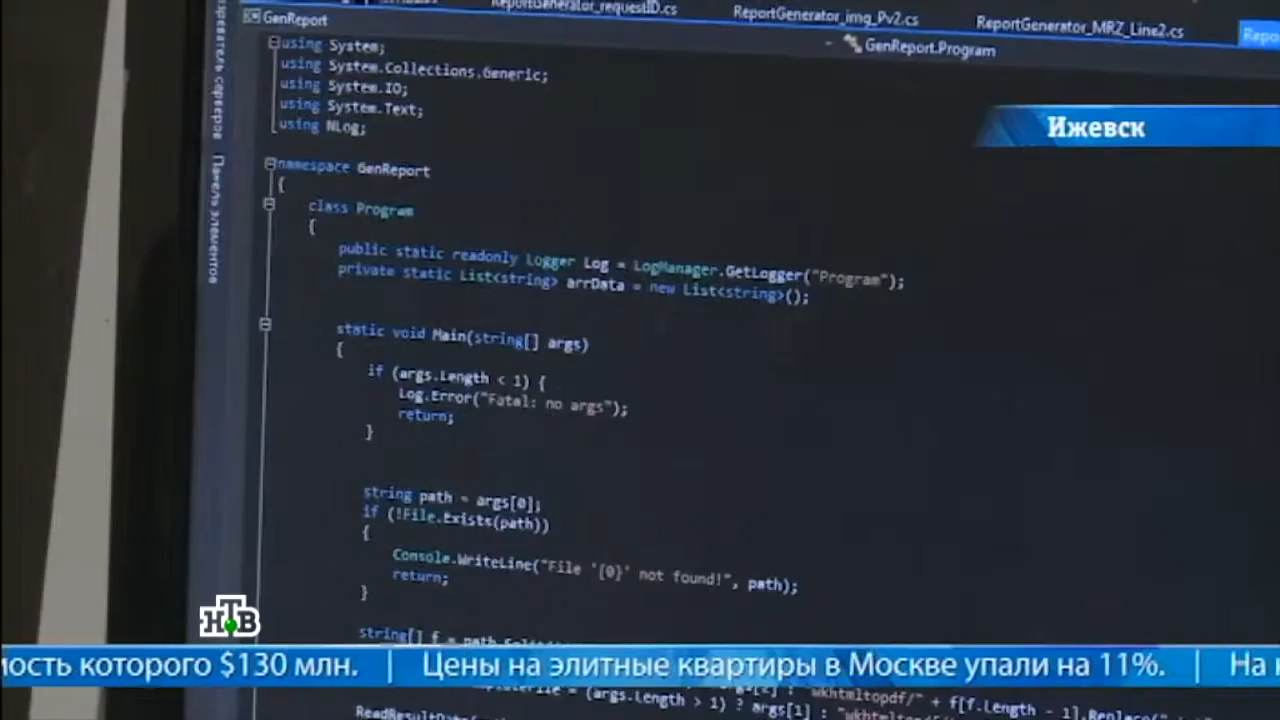 ReportGenerator_requestID.cs
ReportGenerator_img_Pv2.cs
ReportGenerator_MRZ_Line2.cs
GenReport
GenReport.Program
серверов
Панель элементов
using System;
using System.Collections.Generic;
using System.IO;
using System.Text;
using NLog;
namespace GenReport
{
class Program
{
public static readonly Logger Log = LogManager.GetLogger("Program");
private static List<string> arrData = new List<string>();
static void Main(string[] args)
{
if (args.Length < 1) {
Log.Error("Fatal: no args");
return;
}
string path = args[0];
if (!File.Exists(path))
{
Console.WriteLine("File '{0}' not found!", path);
return;
}
string[] f =
Ижевск
НТВ
которого $130 млн. | Цены на элитные квартиры в Москве упали на 11%. | На
= (args.Length > 1) ? args[1] : "wkhtmltopdf/" + f[f.Length - 1].Replace("